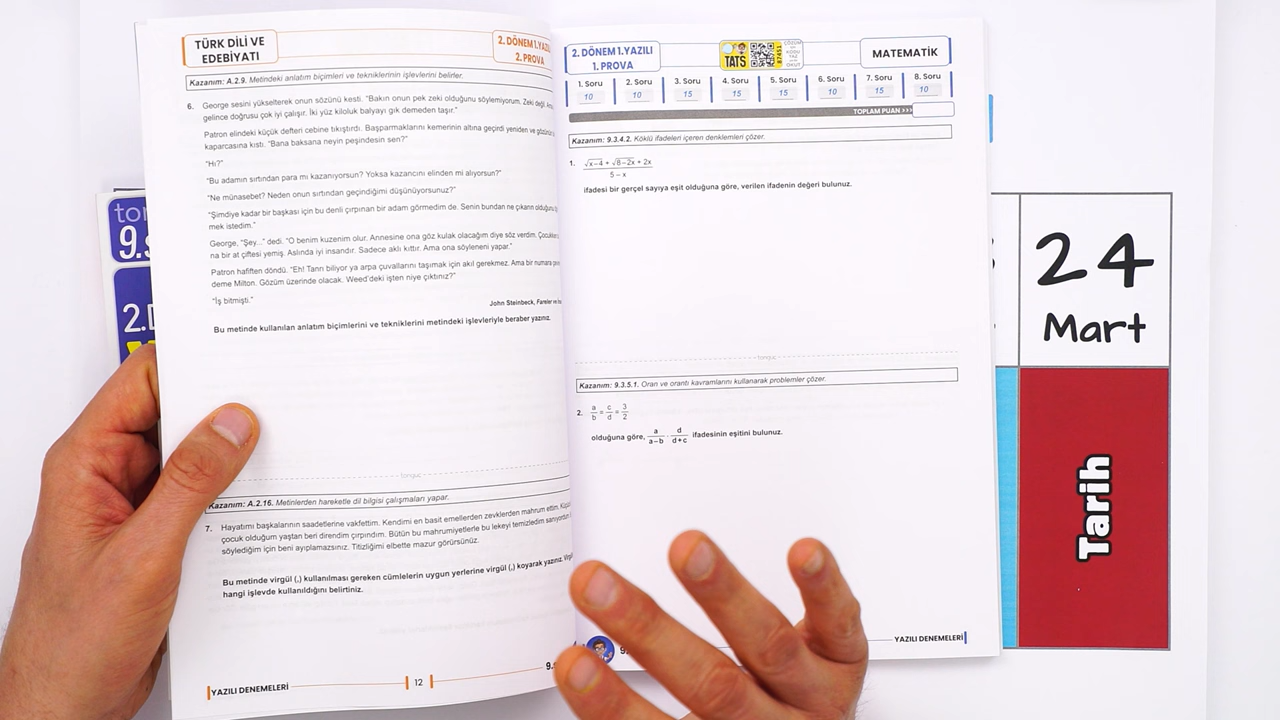 TÜRK DİLİ VE
EDEBİYATI
2. DÖNEM 1.YAZILI
2. PROVA
Kazanım: A.2.9. Metindeki anlatım biçimleri ve tekniklerinin işlevlerini belirler.
6. George sesini yükselterek onun sözünü kesti. "Bakın onun pek zeki olduğunu söylemiyorum. Zeki değil.
gelince doğrusu çok iyi çalışır. İki yüz kiloluk balyayı gık demeden taşır."
Patron elindeki küçük defteri cebine tıkıştırdı. Başparmaklarını kemerinin altına geçirdi yeniden ve
kaparcasına kıstı. "Bana baksana neyin peşindesin sen?"
"Hı?"
"Bu adamın sırtından para mı kazanıyorsun? Yoksa kazancını elinden mi alıyorsun?"
"Ne münasebet? Neden onun sırtından geçindiğimi düşünüyorsunuz?"
"Şimdiye kadar bir başkası için bu denli çırpınan bir adam görmedim de. Senin bundan ne çıkarın
mek istedim."
George, "Şey..." dedi. "O benim kuzenim olur. Annesine ona göz kulak olacağım diye söz verdim.
na bir at çiftesi yemiş. Aslında iyi insandır. Sadece aklı kıttır. Ama ona söyleneni yapar."
Patron hafiften döndü. "Eh! Tanrı biliyor ya arpa çuvallarını taşımak için akıl gerekmez. Ama bir numara
deme Milton. Gözüm üzerinde olacak. Weed'deki işten niye çıktınız?"
"İş bitmişti."
John Steinbeck, Fareler ve
Bu metinde kullanılan anlatım biçimlerini ve tekniklerini metindeki işlevleriyle beraber yazınız.
tonguç
Kazanım: A.2.16. Metinlerden hareketle dil bilgisi çalışmaları yapar.
7. Hayatımı başkalarının saadetlerine vakfettim. Kendimi en basit emellerden zevklerden mahrum ettim.
çocuk olduğum yaştan beri direndim çırpındım. Bütün bu mahrumiyetlerle bu lekeyi temizledim
söylediğim için beni ayıplamazsınız. Titizliğimi elbette mazur görürsünüz.
Bu metinde virgül (,) kullanılması gereken cümlelerin uygun yerlerine virgül (,) koyarak yazınız.
hangi işlevde kullanıldığını belirtiniz.
YAZILI DENEMELERİ
12
2. DÖNEM 1.YAZILI
1. PROVA
TATS
87451
MATEMATİK
1. Soru 2. Soru 3. Soru 4. Soru 5. Soru 6. Soru 7. Soru 8. Soru
10 10 15 15 15 10 15 10
TOPLAM PUAN >>>
Kazanım: 9.3.4.2. Köklü ifadeleri içeren denklemleri çözer.
1. √x–4 + √8–2x + 2x
5 – x
ifadesi bir gerçel sayıya eşit olduğuna göre, verilen ifadenin değeri bulunuz.
tonguç
Kazanım: 9.3.5.1. Oran ve orantı kavramlarını kullanarak problemler çözer.
2. a/b = c/d = 3/2
olduğuna göre, a/a–b · d/d+c ifadesinin eşitini bulunuz.
YAZILI DENEMELERİ
24
Mart
Tarih